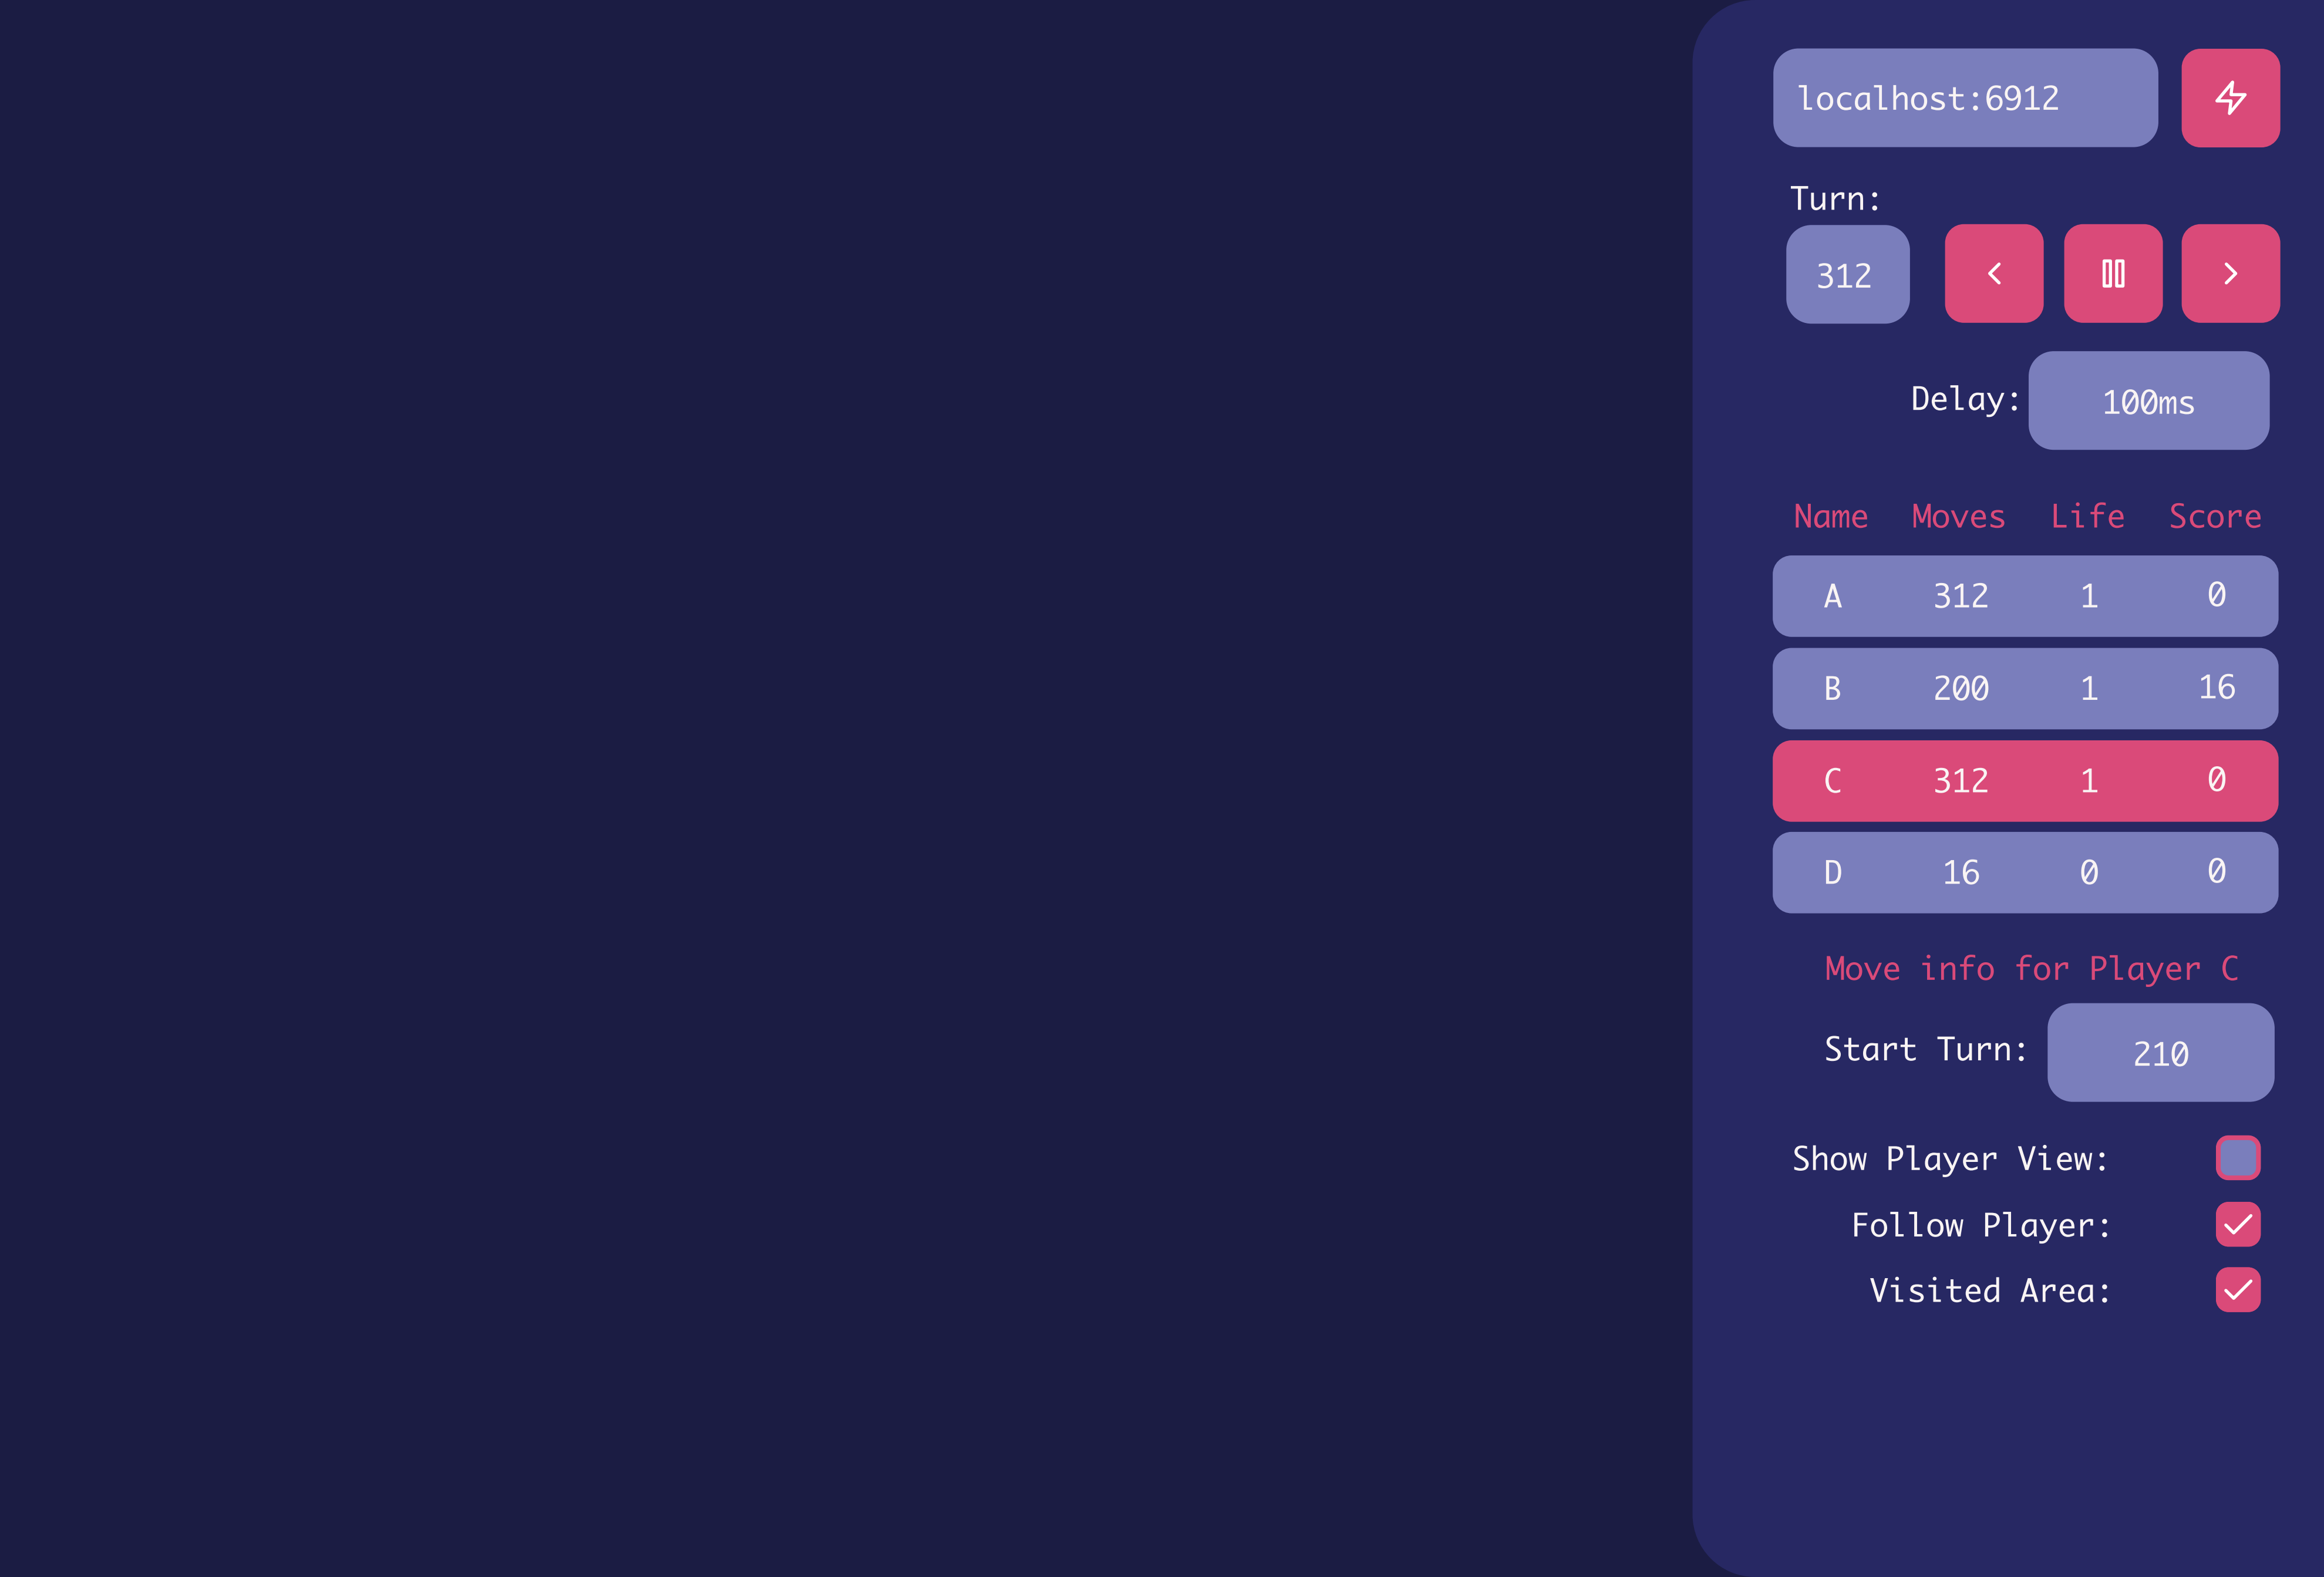 localhost:6912
Turn:
312
Delay: 100ms
Name Moves Life Score
A 312 1 0
B 200 1 16
C 312 1 0
D 16 0 0
Move info for Player C
Start Turn: 210
Show Player View:
Follow Player:
Visited Area: